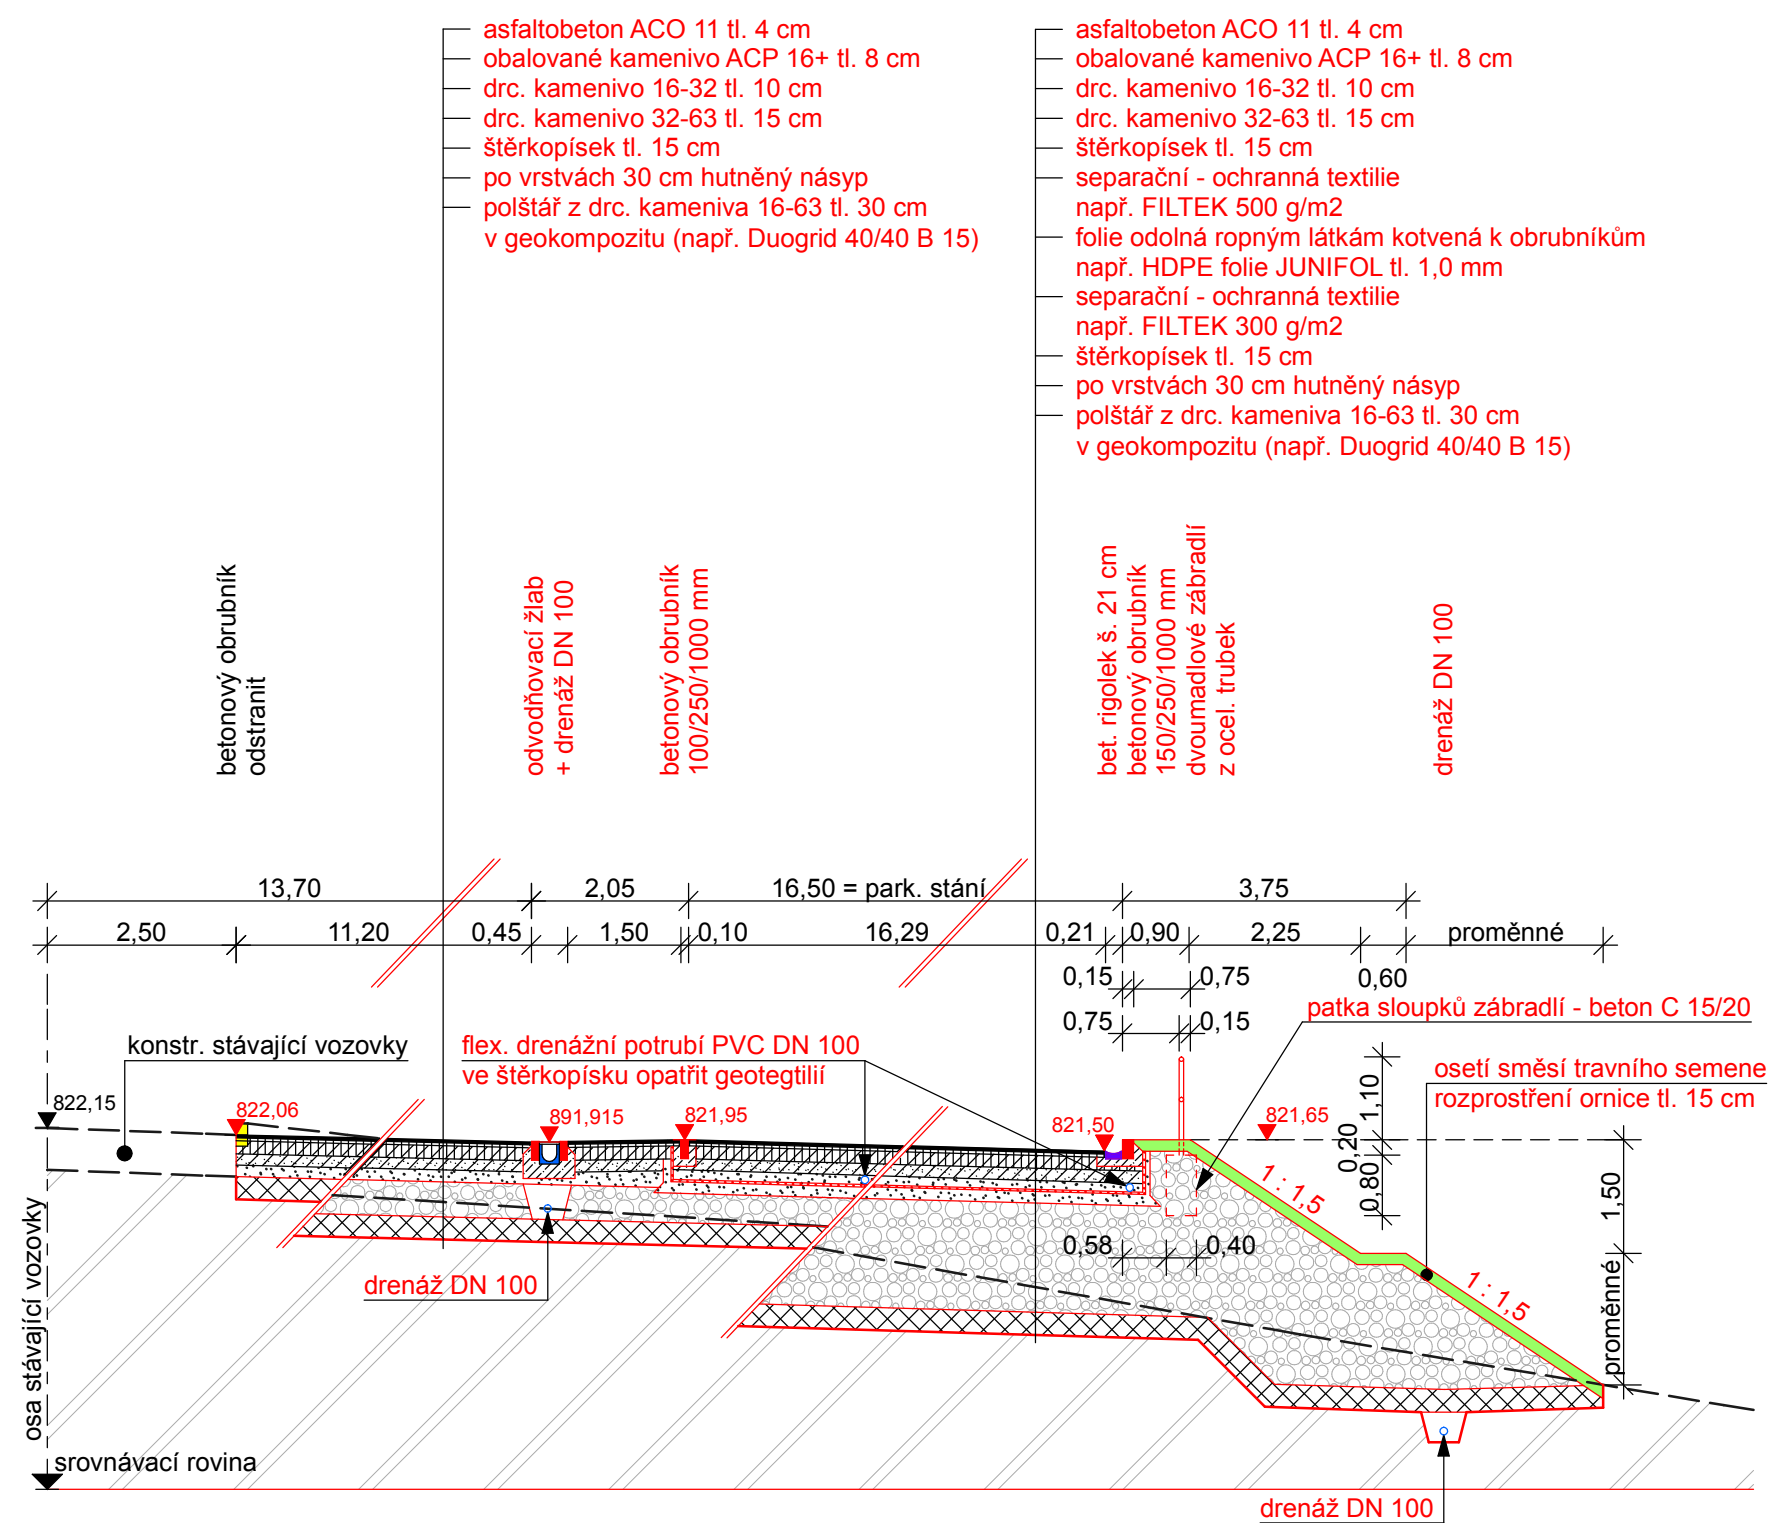 asfaltobeton ACO 11 tl. 4 cm
obalované kamenivo ACP 16+ tl. 8 cm
drc. kamenivo 16-32 tl. 10 cm
drc. kamenivo 32-63 tl. 15 cm
štěrkopísek tl. 15 cm
po vrstvách 30 cm hutněný násyp
polštář z drc. kameniva 16-63 tl. 30 cm
v geokompozitu (např. Duogrid 40/40 B 15)
asfaltobeton ACO 11 tl. 4 cm
obalované kamenivo ACP 16+ tl. 8 cm
drc. kamenivo 16-32 tl. 10 cm
drc. kamenivo 32-63 tl. 15 cm
štěrkopísek tl. 15 cm
separační - ochranná textilie
např. FILTEK 500 g/m2
folie odolná ropným látkám kotvená k obrubníkům
např. HDPE folie JUNIFOL tl. 1,0 mm
separační - ochranná textilie
např. FILTEK 300 g/m2
štěrkopísek tl. 15 cm
po vrstvách 30 cm hutněný násyp
polštář z drc. kameniva 16-63 tl. 30 cm
v geokompozitu (např. Duogrid 40/40 B 15)
betonový obrubník
odstranit
odvodňovací žlab
+ drenáž DN 100
betonový obrubník
100/250/1000 mm
bet. rigolek š. 21 cm
betonový obrubník
150/250/1000 mm
dvoumadlové zábradlí
z ocel. trubek
drenáž DN 100
13,70
2,05
16,50 = park. stání
3,75
2,50
11,20
0,45
1,50
0,10
16,29
0,21
0,90
2,25
proměnné
0,15
0,75
0,60
0,75
0,15
patka sloupků zábradlí - beton C 15/20
konstr. stávající vozovky
flex. drenážní potrubí PVC DN 100
ve štěrkopísku opatřit geotegtilií
osetí směsí travního semene
rozprostření ornice tl. 15 cm
822,15
822,06
891,915
821,95
821,50
821,65
1,10
0,20
0,80
1,50
proměnné
1 : 1,5
1 : 1,5
0,58
0,40
drenáž DN 100
osa stávající vozovky
srovnávací rovina
drenáž DN 100